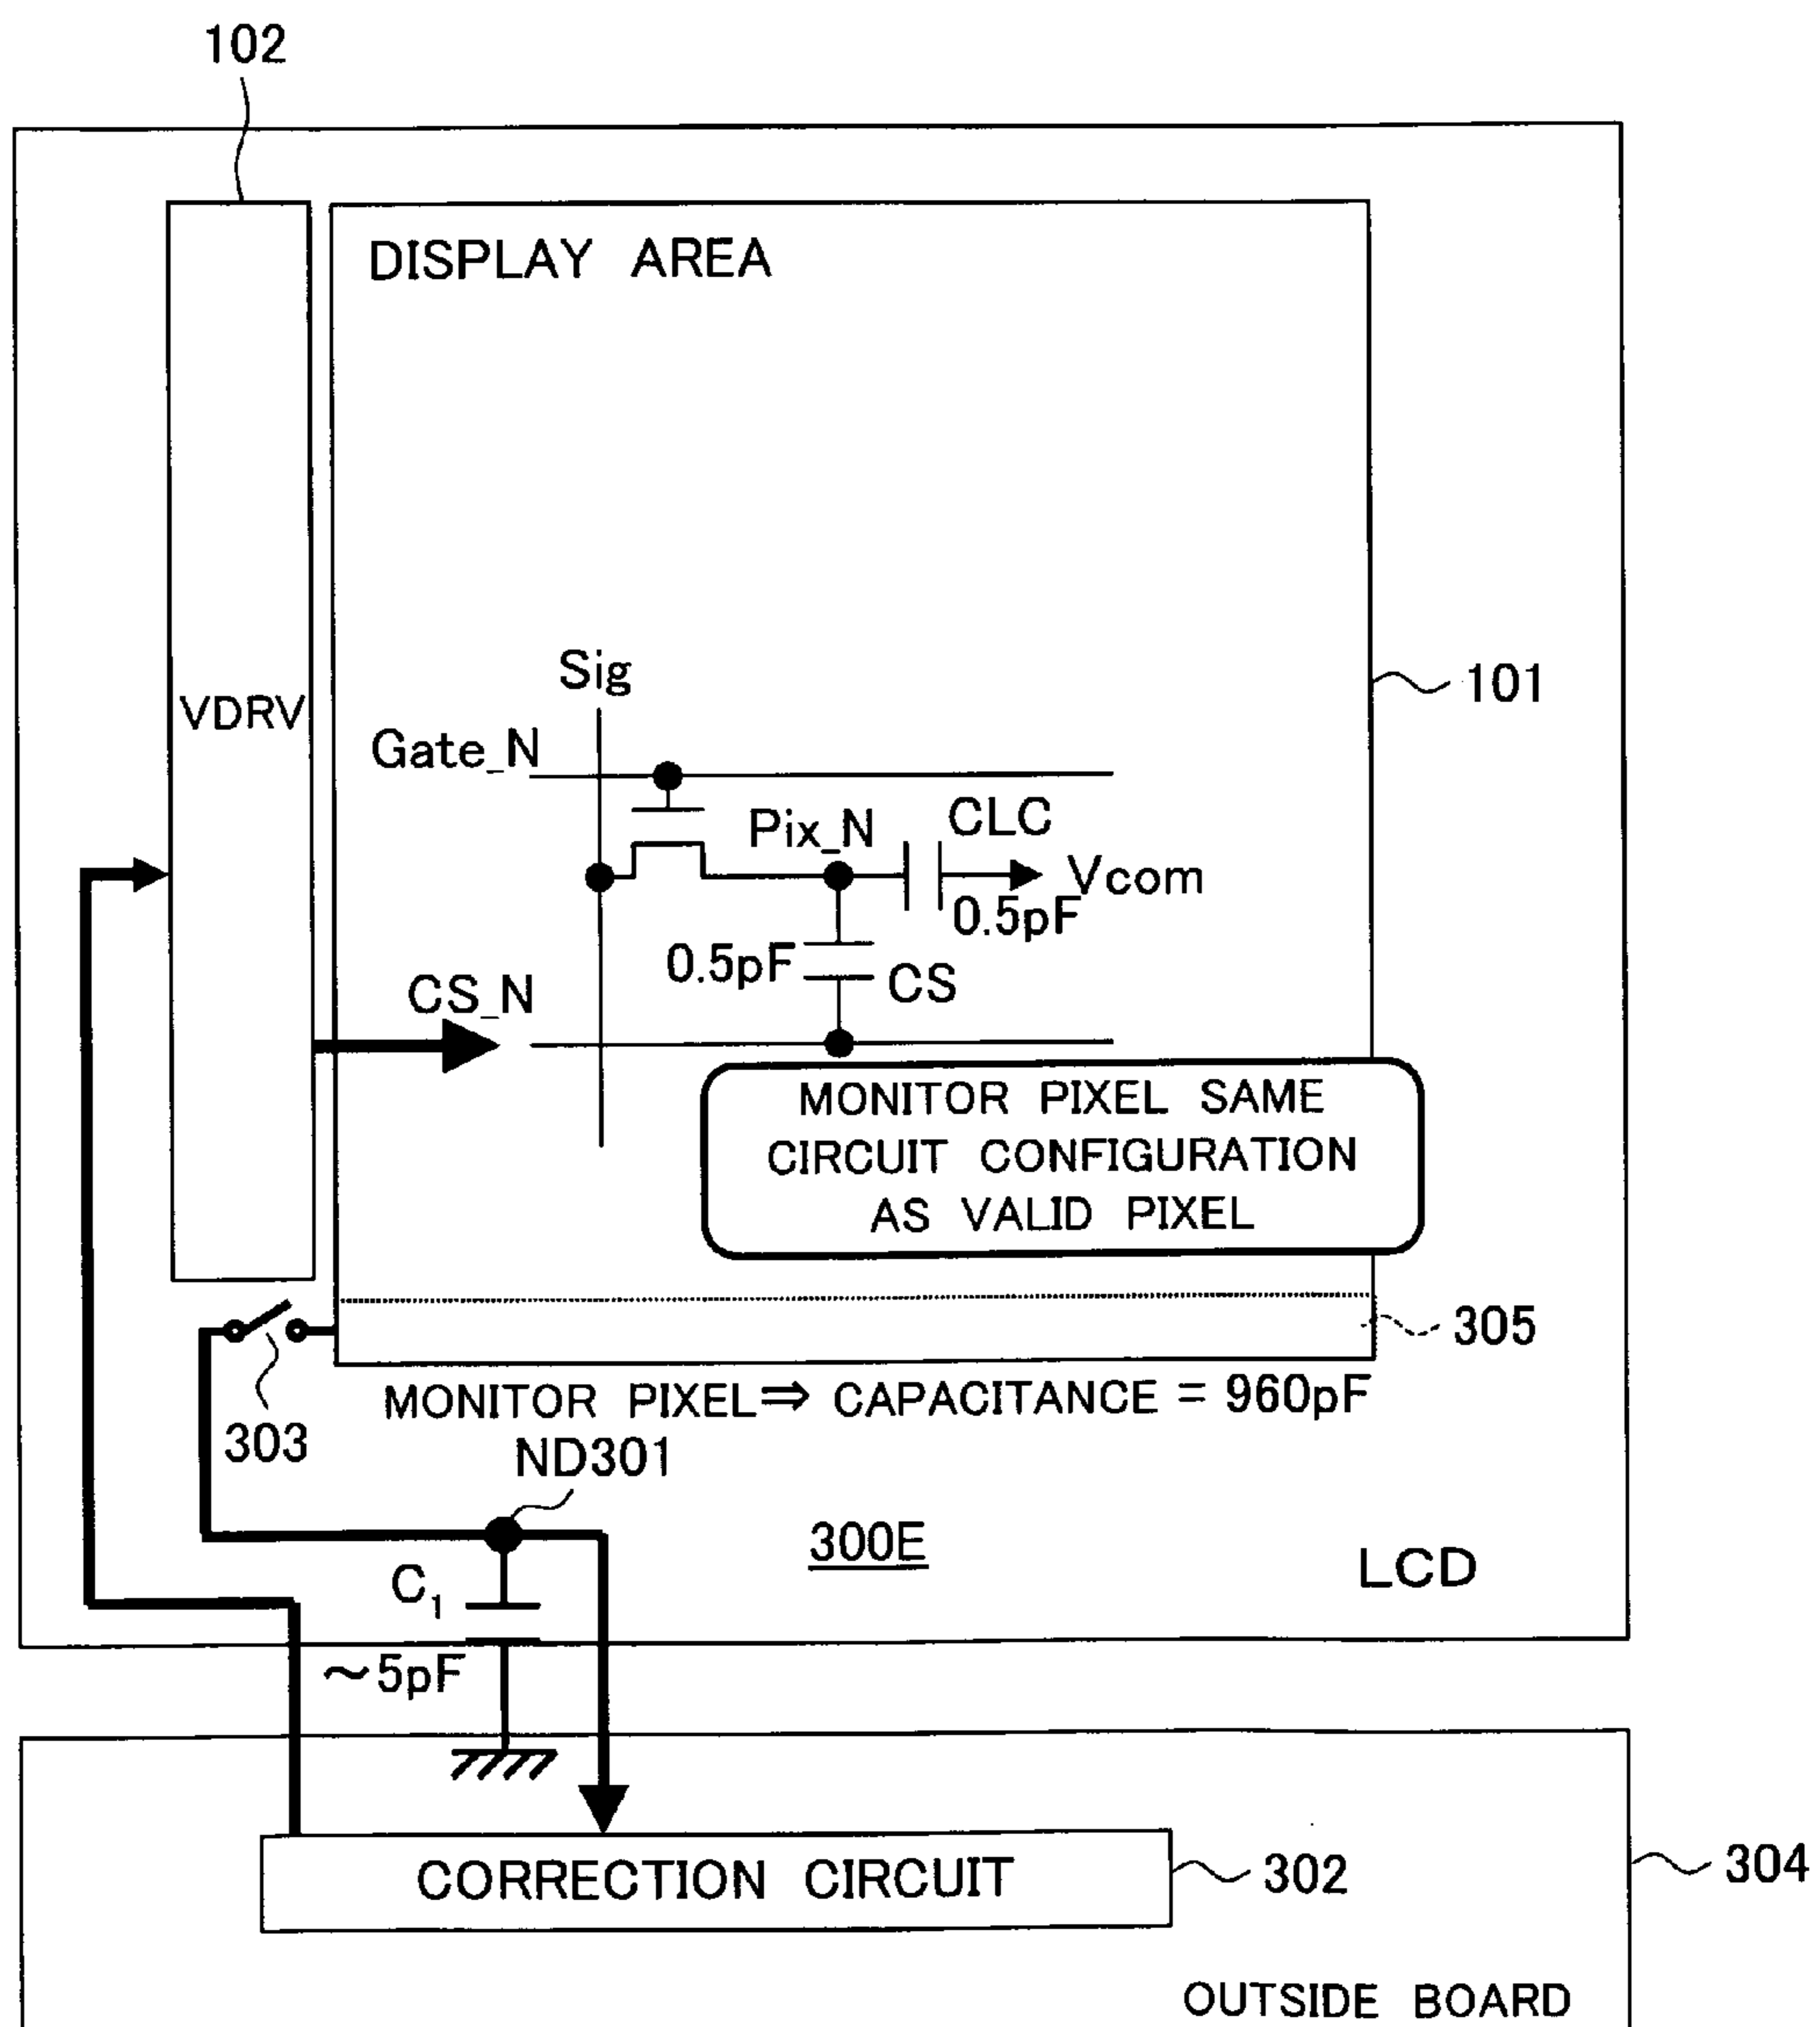 102
DISPLAY AREA
VDRV
Sig
101
Gate_N
Pix_N
CLC
Vcom
0.5pF
0.5pF
CS
CS_N
MONITOR PIXEL SAME
CIRCUIT CONFIGURATION
AS VALID PIXEL
305
303
MONITOR PIXEL⇒ CAPACITANCE = 960pF
ND301
300E
LCD
C₁
~5pF
CORRECTION CIRCUIT
302
304
OUTSIDE BOARD